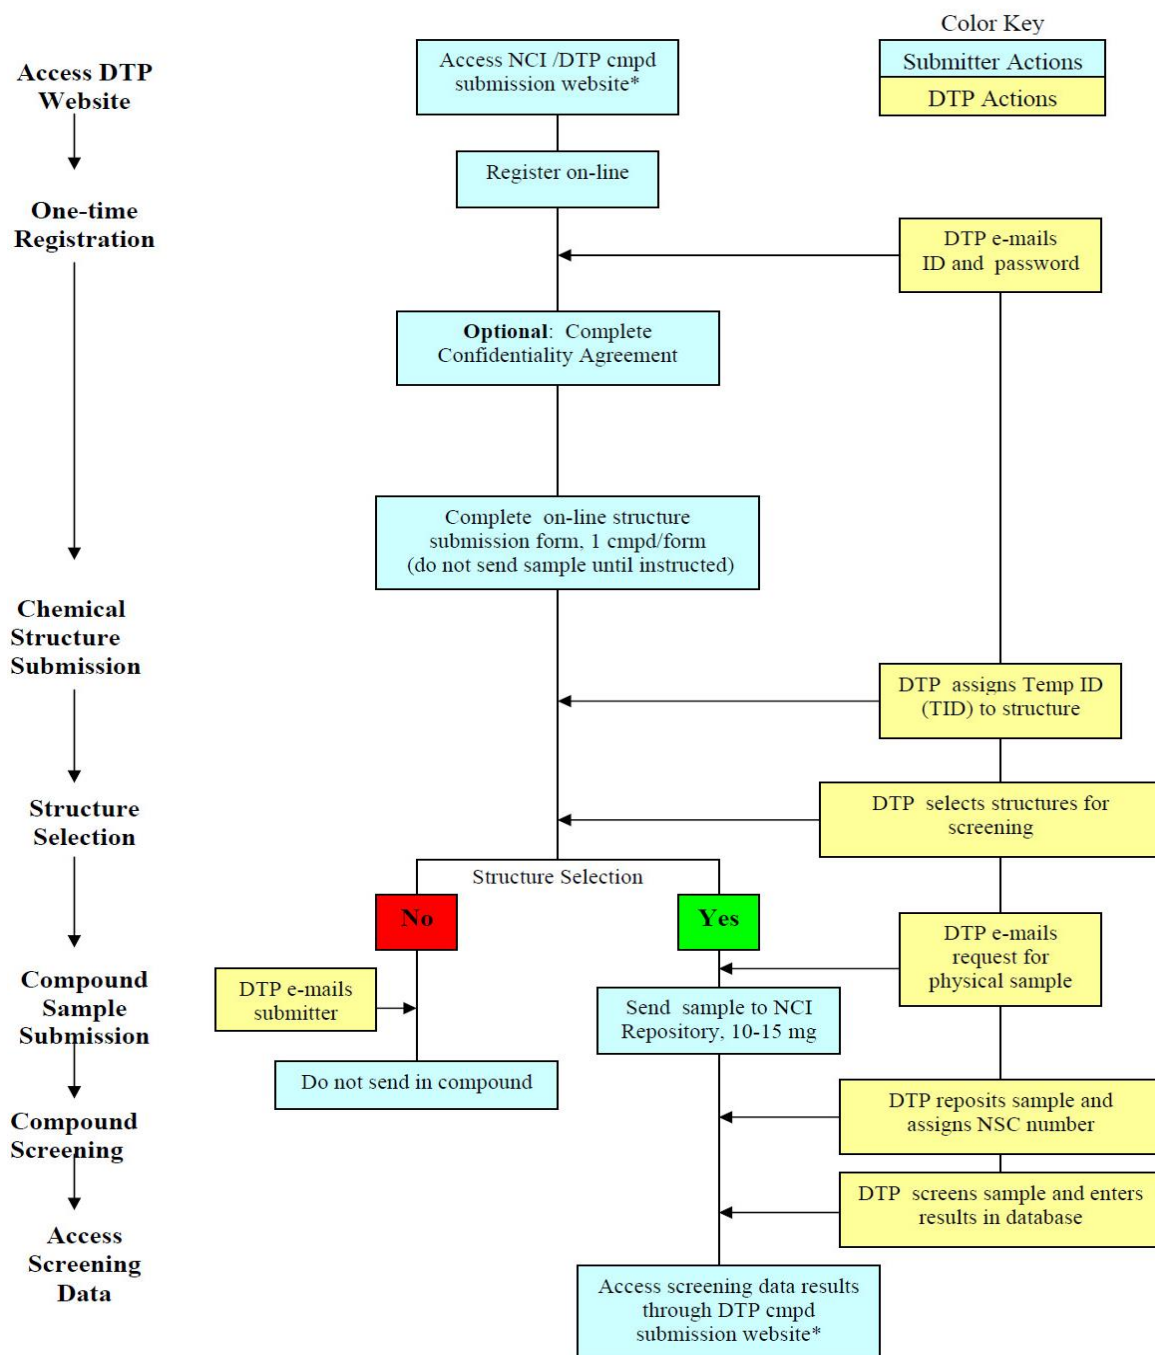 Color Key
Submitter Actions
DTP Actions
Access DTP
Website
Access NCI /DTP cmpd
submission website*
Register on-line
One-time
Registration
DTP e-mails
ID and password
Optional: Complete
Confidentiality Agreement
Complete on-line structure
submission form, 1 cmpd/form
(do not send sample until instructed)
Chemical
Structure
Submission
DTP assigns Temp ID
(TID) to structure
Structure
Selection
DTP selects structures for
screening
Structure Selection
No
Yes
DTP e-mails
request for
physical sample
Compound
Sample
Submission
DTP e-mails
submitter
Send sample to NCI
Repository, 10-15 mg
Do not send in compound
Compound
Screening
DTP reposits sample and
assigns NSC number
DTP screens sample and enters
results in database
Access
Screening
Data
Access screening data results
through DTP cmpd
submission website*